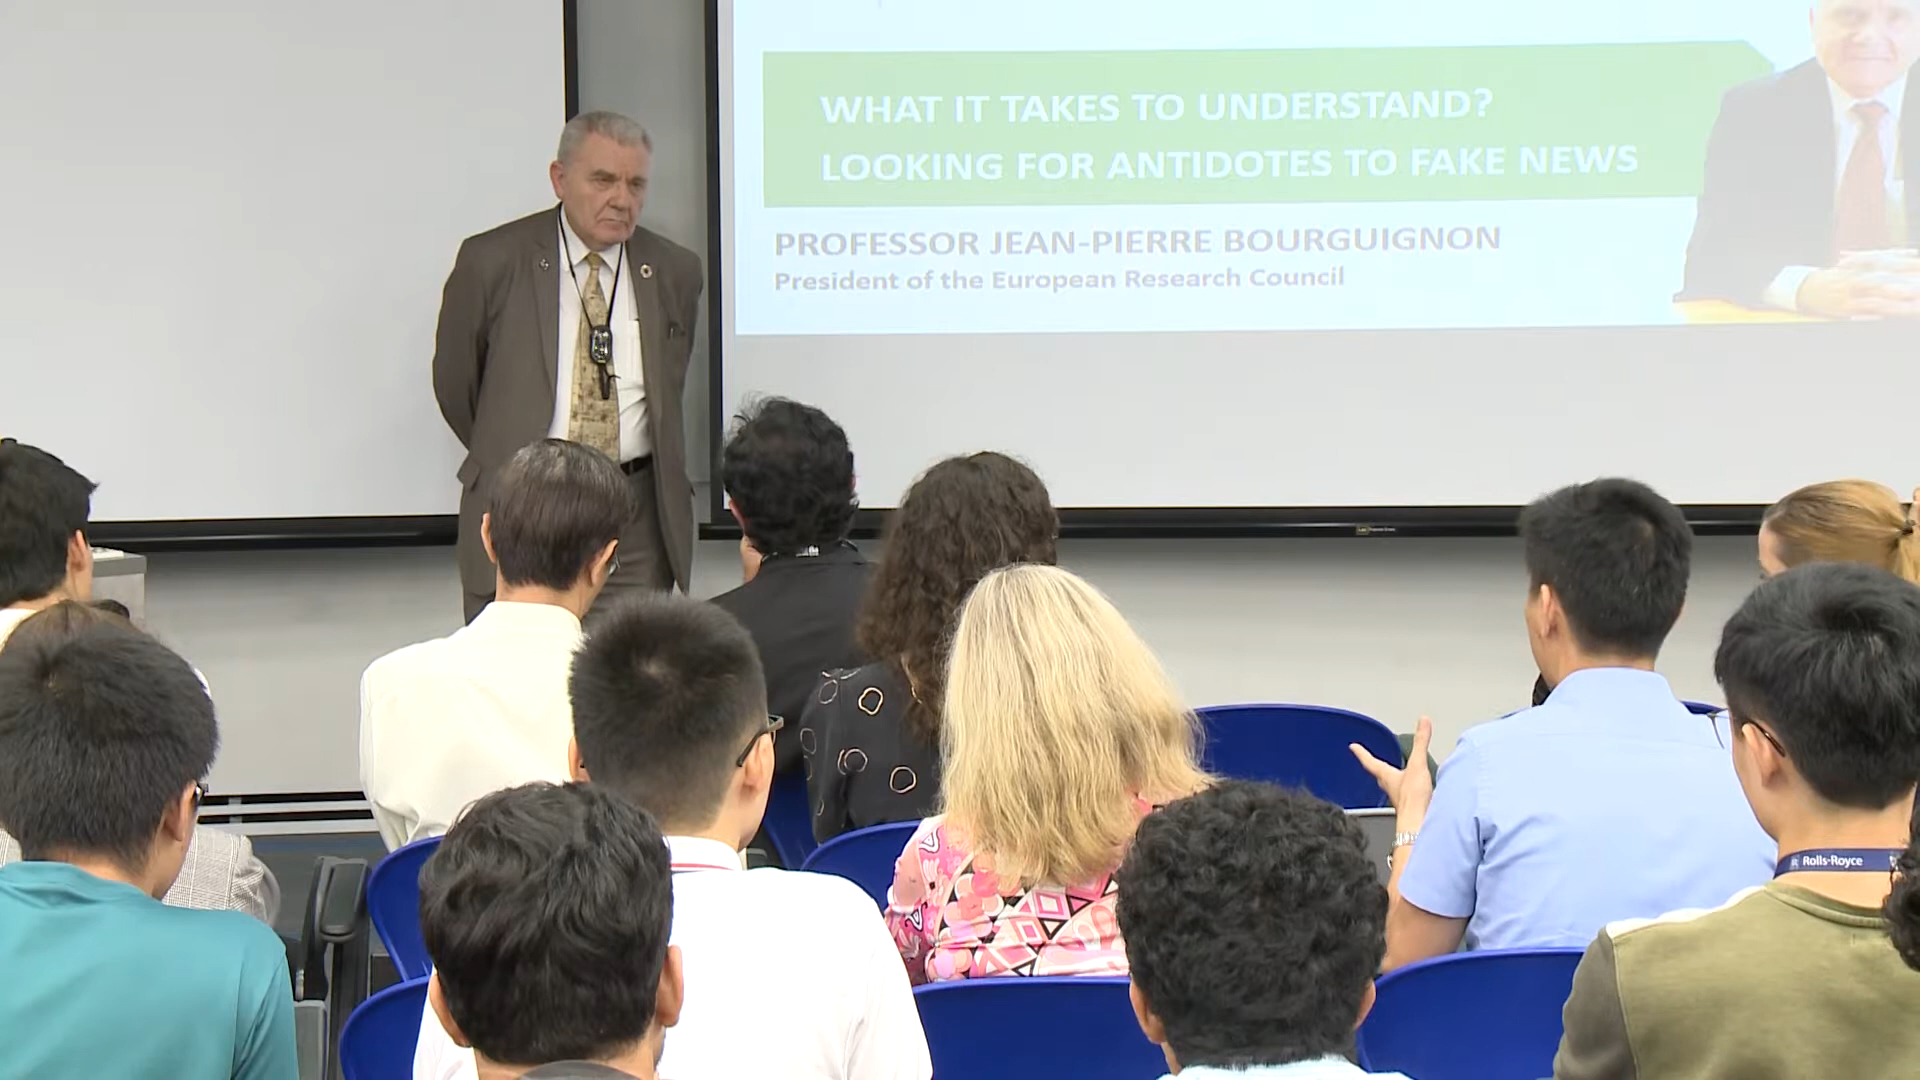 WHAT IT TAKES TO UNDERSTAND?
LOOKING FOR ANTIDOTES TO FAKE NEWS
PROFESSOR JEAN-PIERRE BOURGUIGNON
President of the European Research Council
Rolls-Royce